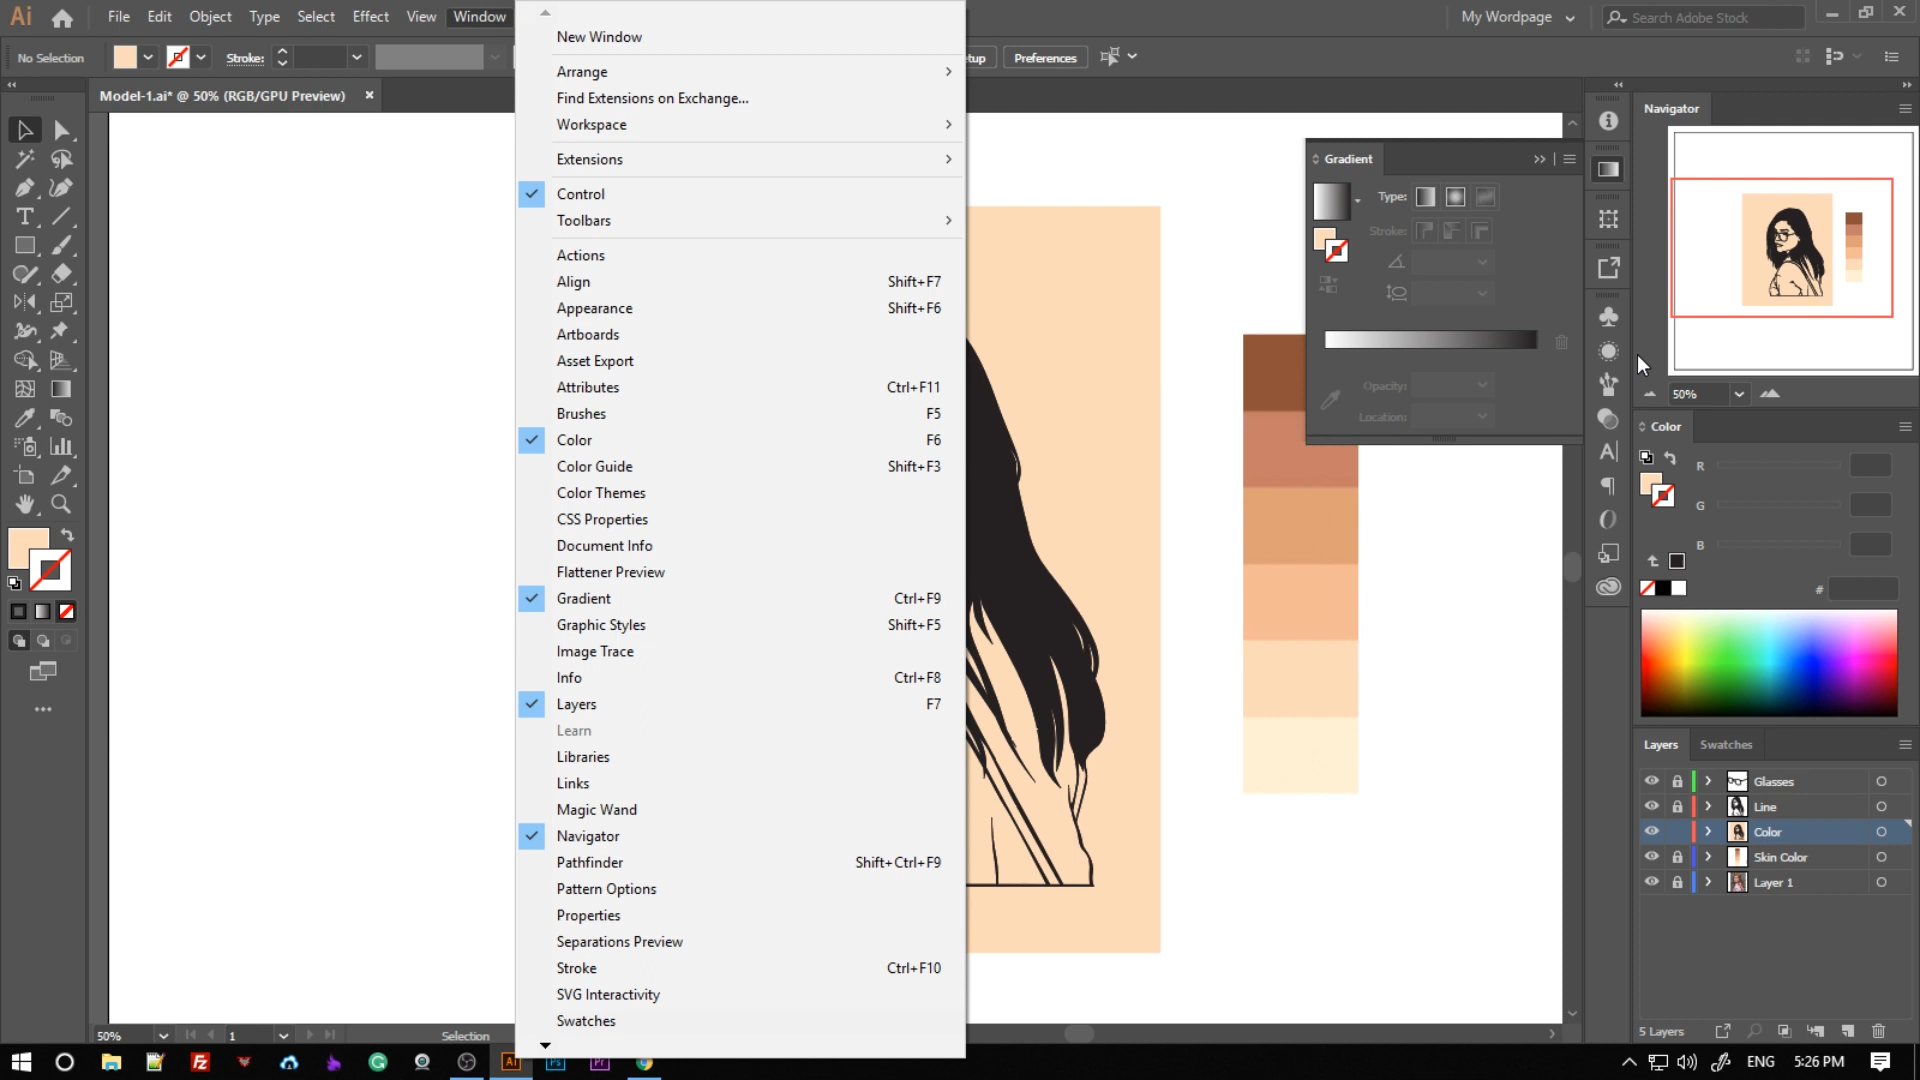 Ai File Edit Object Type Select Effect View Window My Wordpage Search Adobe Stock
No Selection Stroke: Preferences
Model-1.ai* @ 50% (RGB/GPU Preview)
New Window
Arrange
Find Extensions on Exchange...
Workspace
Extensions
Control
Toolbars
Actions
Align Shift+F7
Appearance Shift+F6
Artboards
Asset Export
Attributes Ctrl+F11
Brushes F5
Color F6
Color Guide Shift+F3
Color Themes
CSS Properties
Document Info
Flattener Preview
Gradient Ctrl+F9
Graphic Styles Shift+F5
Image Trace
Info Ctrl+F8
Layers F7
Learn
Libraries
Links
Magic Wand
Navigator
Pathfinder Shift+Ctrl+F9
Pattern Options
Properties
Separations Preview
Stroke Ctrl+F10
SVG Interactivity
Swatches
Gradient
Type:
Stroke:
Opacity:
Location:
Navigator
50%
Color
R
G
B
#
Layers Swatches
Glasses
Line
Color
Skin Color
Layer 1
5 Layers
50% 1 Selection
Ai Ps Pr ENG 5:26 PM